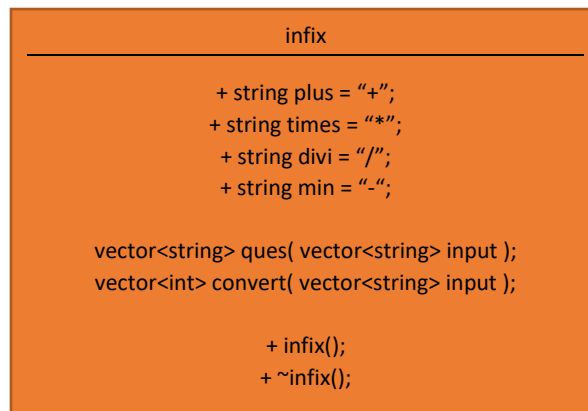 infix
+ string plus = “+”;
+ string times = “*”;
+ string divi = “/”;
+ string min = “-“;
vector<string> ques( vector<string> input );
vector<int> convert( vector<string> input );
+ infix();
+ ~infix();